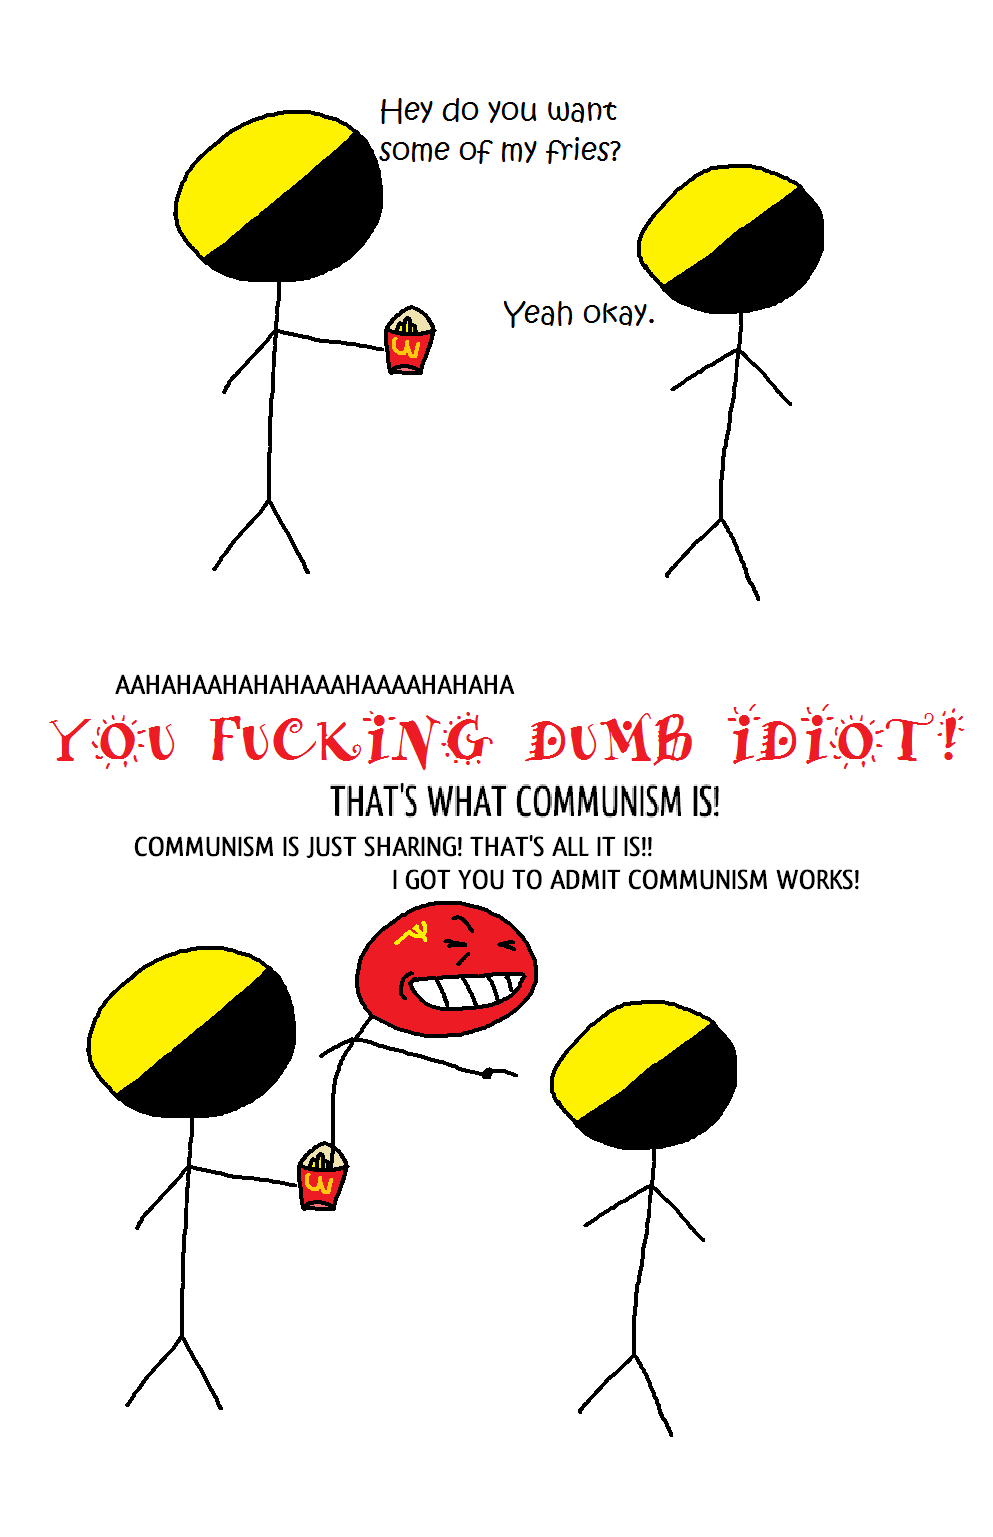 Hey do you want
some of my fries?
Yeah okay.
AAHAHAAHAHAHAAAHAAAAHAHAHA
YOU FUCKING DUMB IDIOT!
THAT'S WHAT COMMUNISM IS!
COMMUNISM IS JUST SHARING! THAT'S ALL IT IS!!
I GOT YOU TO ADMIT COMMUNISM WORKS!